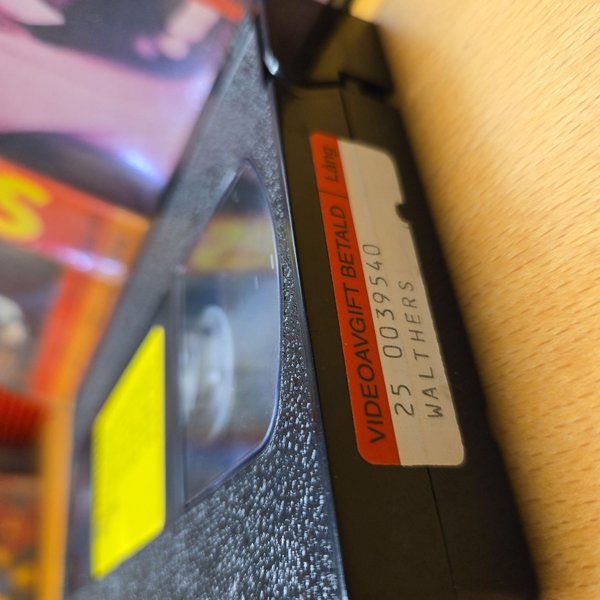 VIDEOAVGIFT BETALD | Lång
25 0039540
WALTHERS
S